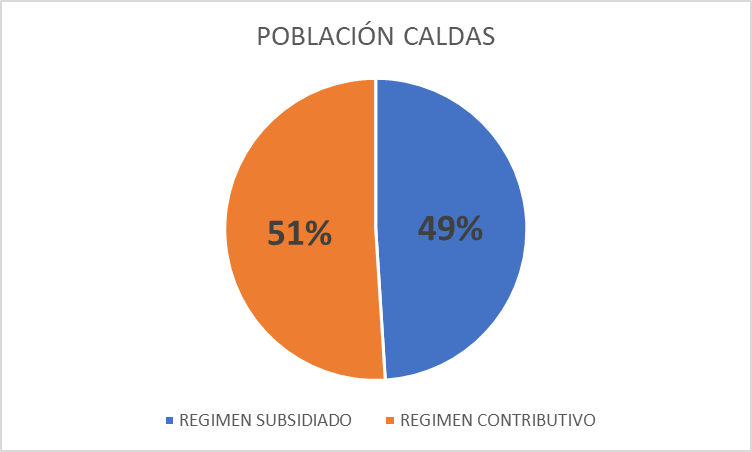 POBLACIÓN CALDAS
51%
49%
REGIMEN SUBSIDIADO
REGIMEN CONTRIBUTIVO